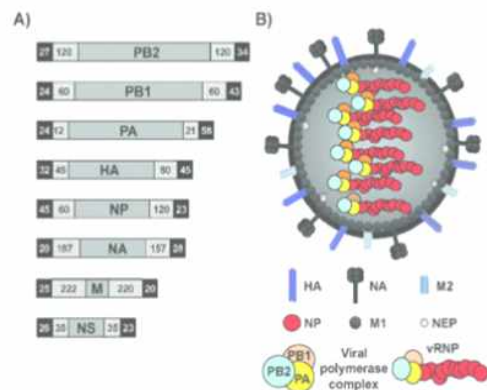 A)
27 120 PB2 120 34
24 60 PB1 60 43
24 12 PA 21 58
32 45 HA 80 45
45 60 NP 120 23
20 187 NA 157 28
25 222 M 220 20
26 35 NS 35 23
B)
HA NA M2
NP M1 NEP
PB1
PB2
PA
Viral
polymerase
complex
vRNP